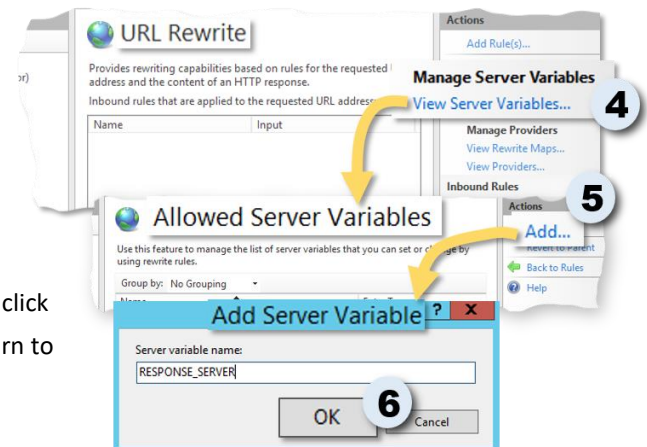 URL Rewrite
Provides rewriting capabilities based on rules for the requested
address and the content of an HTTP response.
Inbound rules that are applied to the requested URL address
Name Input
Actions
Add Rule(s)...
Manage Server Variables
View Server Variables...
4
Manage Providers
View Rewrite Maps...
View Providers...
Inbound Rules
5
Allowed Server Variables
Use this feature to manage the list of server variables that you can set or change by
using rewrite rules.
Group by: No Grouping
Actions
Add...
Revert to Parent
Back to Rules
Help
click
rn to
Add Server Variable
? X
Server variable name:
RESPONSE_SERVER
OK
6
Cancel